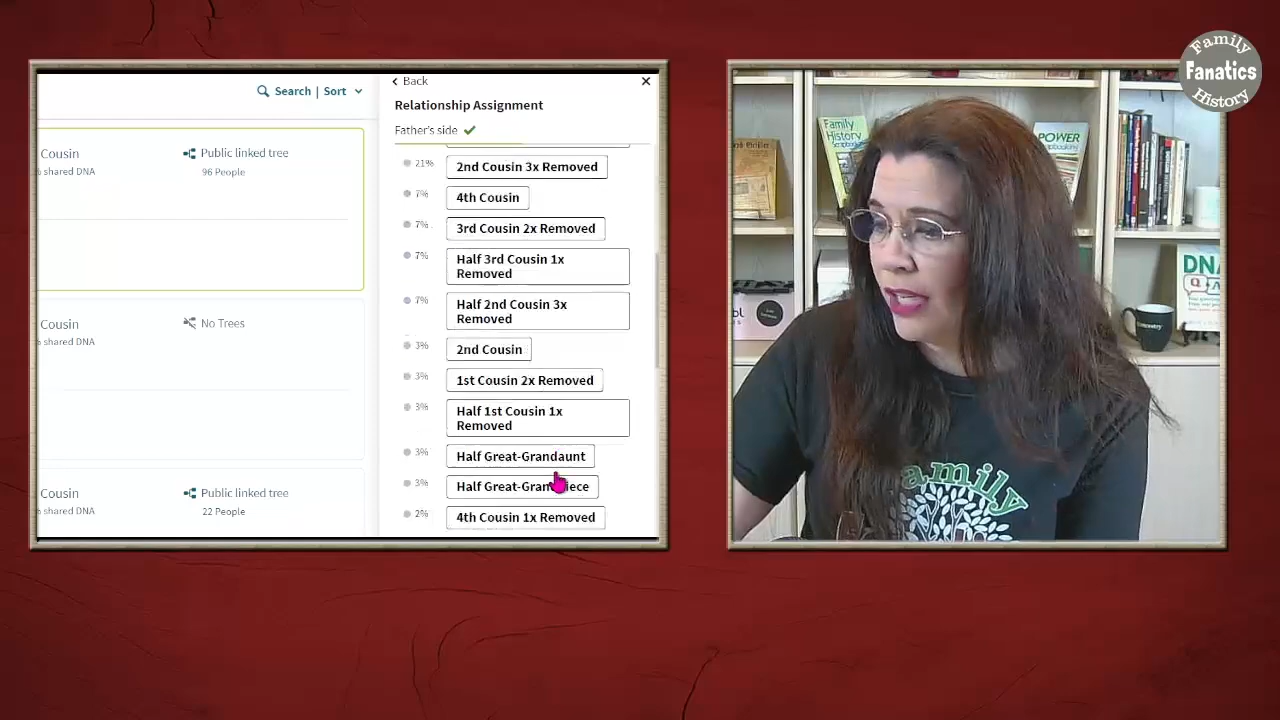 Family
Fanatics
History
Search | Sort
Back
Relationship Assignment
Father's side
Cousin
Public linked tree
% shared DNA
96 People
21%
2nd Cousin 3x Removed
7%
4th Cousin
7%
3rd Cousin 2x Removed
7%
Half 3rd Cousin 1x
Removed
7%
Half 2nd Cousin 3x
Removed
Cousin
No Trees
% shared DNA
3%
2nd Cousin
3%
1st Cousin 2x Removed
3%
Half 1st Cousin 1x
Removed
3%
Half Great-Grandaunt
3%
Half Great-Grandniece
2%
4th Cousin 1x Removed
Cousin
Public linked tree
% shared DNA
22 People
Family
History
POWER
DNA
Q
A
family